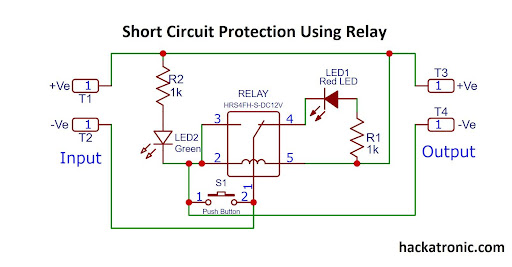 Short Circuit Protection Using Relay
+Ve
1
T1
-Ve
1
T2
Input
R2
1k
LED2
Green
RELAY
HRS4FH-S-DC12V
3
4
2
5
1
S1
1
2
Push Button
LED1
Red LED
R1
1k
T3
1
+Ve
T4
1
-Ve
Output
hackatronic.com